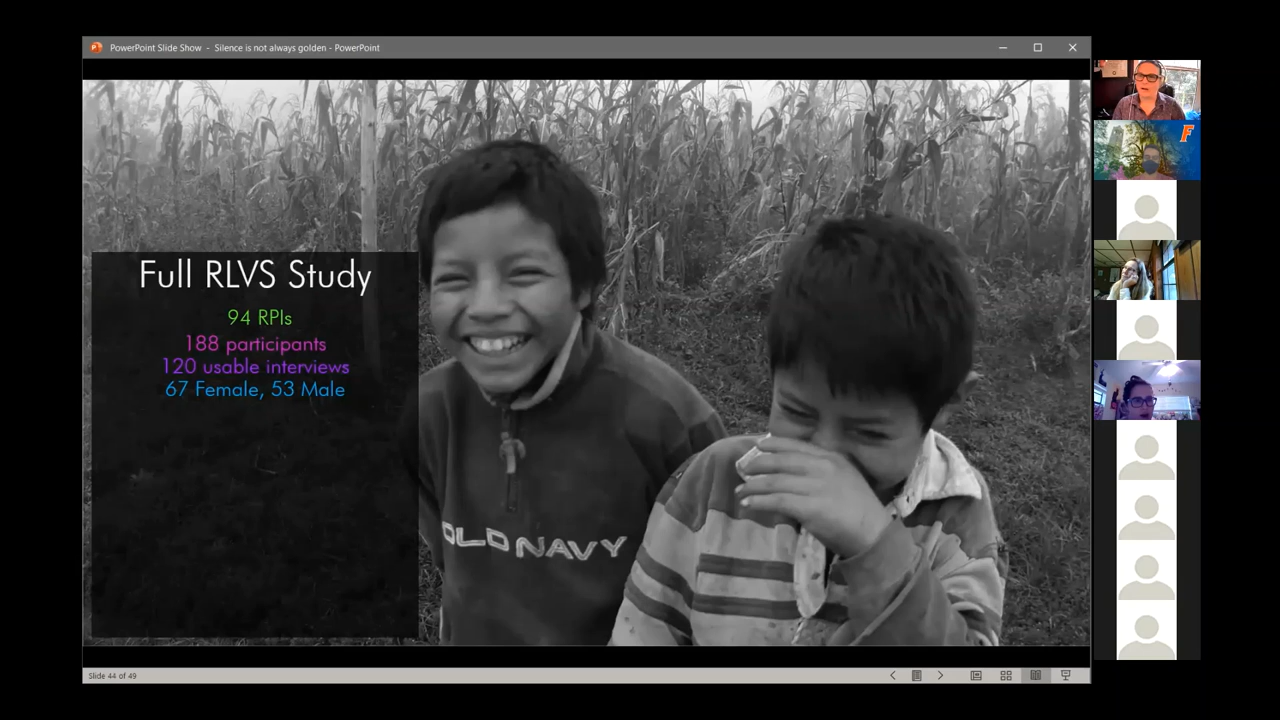 PowerPoint Slide Show - Silence is not always golden - PowerPoint
Full RLVS Study
94 RPIs
188 participants
120 usable interviews
67 Female, 53 Male
OLD NAVY
F
Slide 44 of 49